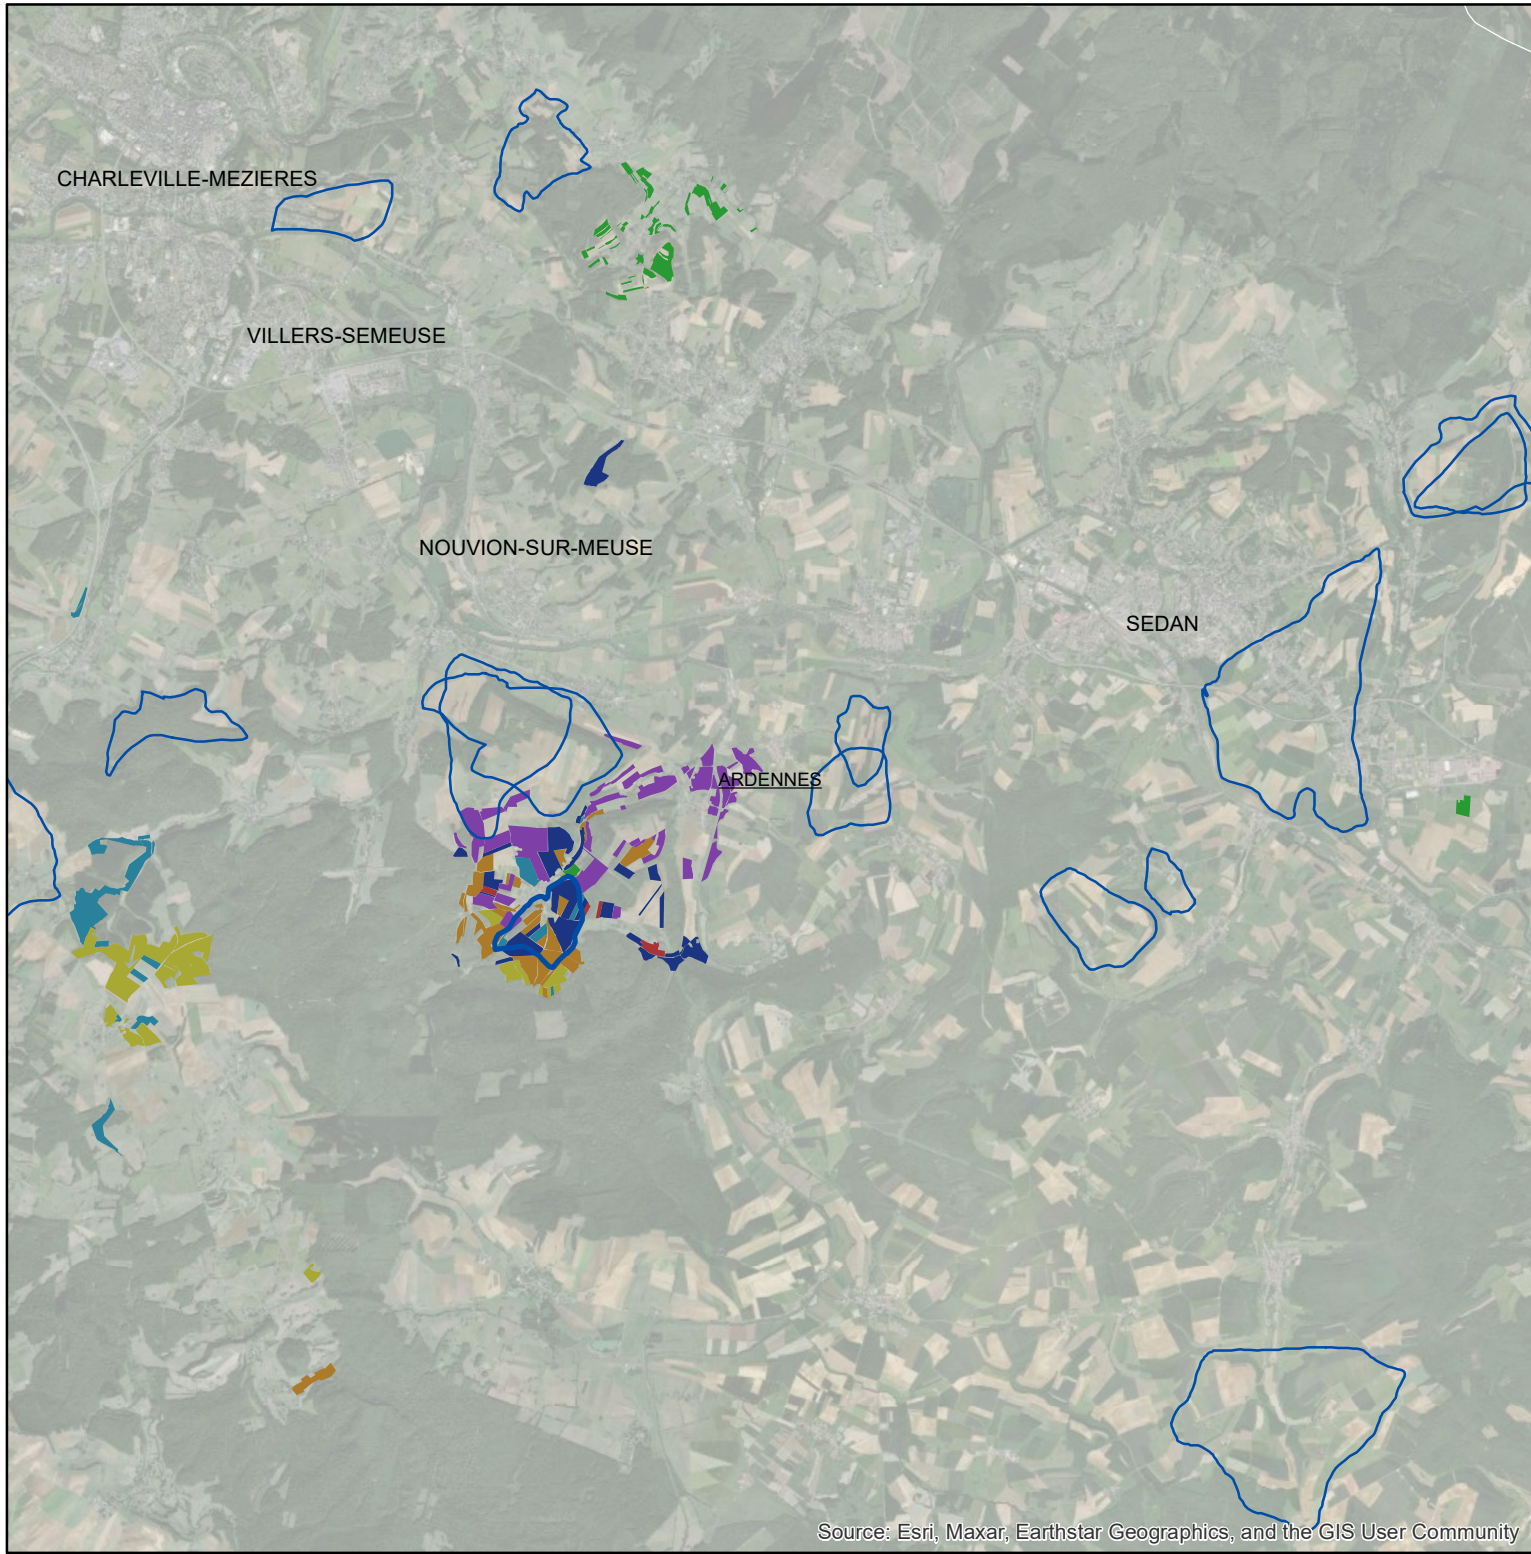 CHARLEVILLE-MEZIERES
VILLERS-SEMEUSE
NOUVION-SUR-MEUSE
SEDAN
ARDENNES
Source: Esri, Maxar, Earthstar Geographics, and the GIS User Community